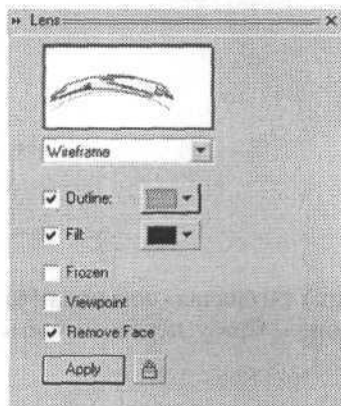 Lens
Wireframe
Outline:
Fill:
Frozen
Viewpoint
Remove Face
Apply